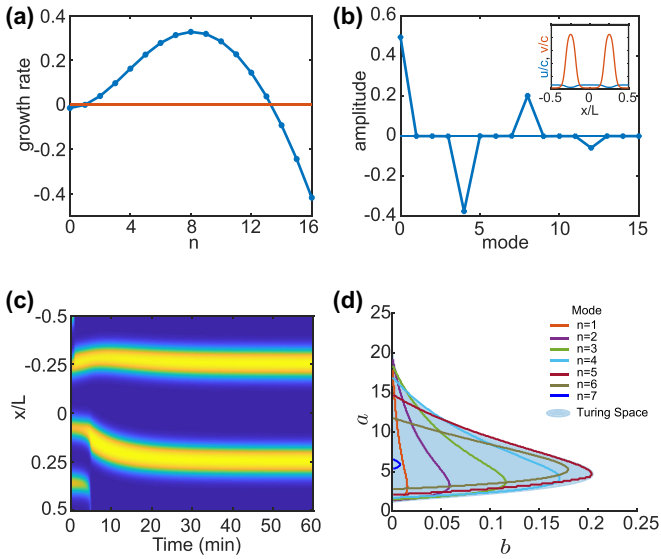 (a)
growth rate
0.4
0.2
0
-0.2
-0.4
0 4 8 12 16
n
(b)
amplitude
0.6
0.4
0.2
0
-0.2
-0.4
0 5 10 15
mode
u/c, v/c
-0.5 0 0.5
x/L
(c)
x/L
-0.5
-0.25
0
0.25
0.5
0 10 20 30 40 50 60
Time (min)
(d)
a
25
20
15
10
5
0
0 0.05 0.1 0.15 0.2 0.25
b
Mode
n=1
n=2
n=3
n=4
n=5
n=6
n=7
Turing Space